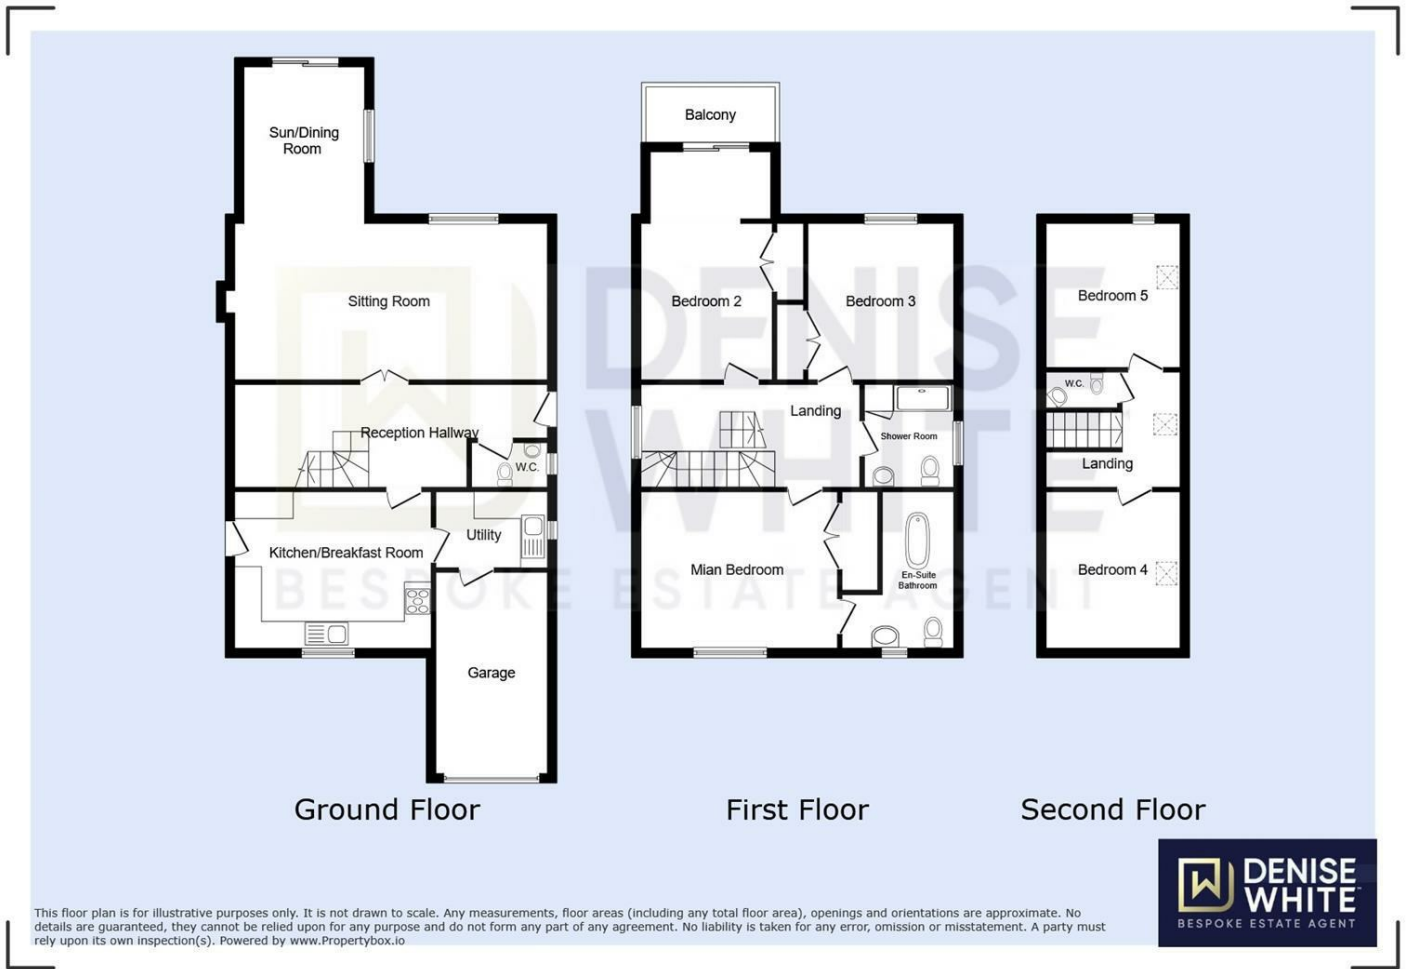 Balcony
Sun/Dining
Room
Sitting Room
Bedroom 2
Bedroom 3
Bedroom 5
W.C.
Landing
Shower Room
Reception Hallway
W.C.
Landing
Utility
Kitchen/Breakfast Room
Mian Bedroom
En-Suite
Bathroom
Bedroom 4
Garage
DENISE
WHITE
BESPOKE ESTATE AGENT
Ground Floor
First Floor
Second Floor
DENISE
WHITE
BESPOKE ESTATE AGENT
This floor plan is for illustrative purposes only. It is not drawn to scale. Any measurements, floor areas (including any total floor area), openings and orientations are approximate. No
details are guaranteed, they cannot be relied upon for any purpose and do not form any part of any agreement. No liability is taken for any error, omission or misstatement. A party must
rely upon its own inspection(s). Powered by www.Propertybox.io